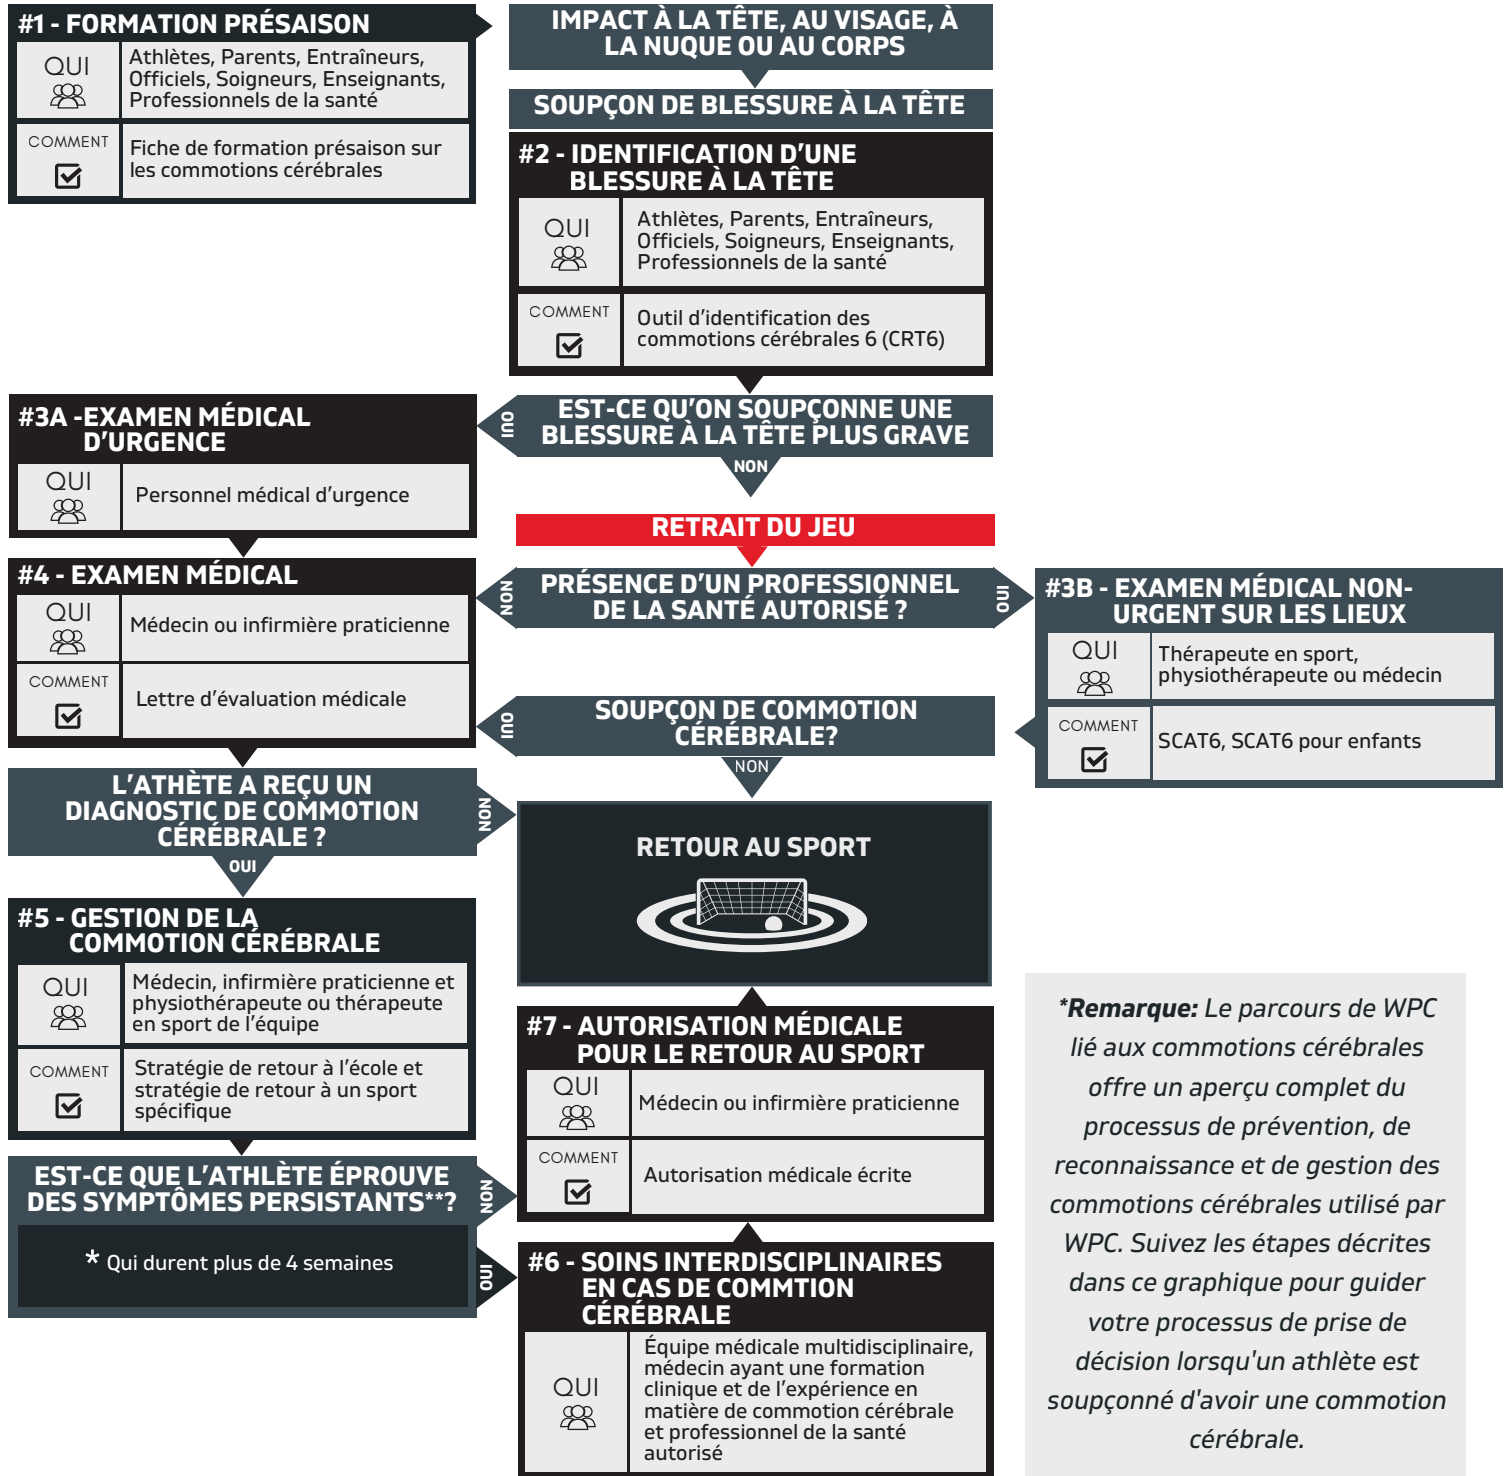 #1 - FORMATION PRÉSAISON
QUI
Athlètes, Parents, Entraîneurs,
Officiels, Soigneurs, Enseignants,
Professionnels de la santé
COMMENT
Fiche de formation présaison sur
les commotions cérébrales
IMPACT À LA TÊTE, AU VISAGE, À
LA NUQUE OU AU CORPS
SOUPÇON DE BLESSURE À LA TÊTE
#2 - IDENTIFICATION D'UNE
BLESSURE À LA TÊTE
QUI
Athlètes, Parents, Entraîneurs,
Officiels, Soigneurs, Enseignants,
Professionnels de la santé
COMMENT
Outil d'identification des
commotions cérébrales 6 (CRT6)
EST-CE QU'ON SOUPÇONNE UNE
BLESSURE À LA TÊTE PLUS GRAVE
OUI
NON
#3A -EXAMEN MÉDICAL
D'URGENCE
QUI
Personnel médical d'urgence
RETRAIT DU JEU
PRÉSENCE D'UN PROFESSIONNEL
DE LA SANTÉ AUTORISÉ ?
NON
OUI
#3B - EXAMEN MÉDICAL NON-
URGENT SUR LES LIEUX
QUI
Thérapeute en sport,
physiothérapeute ou médecin
COMMENT
SCAT6, SCAT6 pour enfants
#4 - EXAMEN MÉDICAL
QUI
Médecin ou infirmière praticienne
COMMENT
Lettre d'évaluation médicale
SOUPÇON DE COMMOTION
CÉRÉBRALE?
OUI
NON
L'ATHÈTE A REÇU UN
DIAGNOSTIC DE COMMOTION
CÉRÉBRALE ?
NON
OUI
RETOUR AU SPORT
#5 - GESTION DE LA
COMMOTION CÉRÉBRALE
QUI
Médecin, infirmière praticienne et
physiothérapeute ou thérapeute
en sport de l'équipe
COMMENT
Stratégie de retour à l'école et
stratégie de retour à un sport
spécifique
EST-CE QUE L'ATHLÈTE ÉPROUVE
DES SYMPTÔMES PERSISTANTS**?
NON
* Qui durent plus de 4 semaines
OUI
#7 - AUTORISATION MÉDICALE
POUR LE RETOUR AU SPORT
QUI
Médecin ou infirmière praticienne
COMMENT
Autorisation médicale écrite
#6 - SOINS INTERDISCIPLINAIRES
EN CAS DE COMMTION
CÉRÉBRALE
QUI
Équipe médicale multidisciplinaire,
médecin ayant une formation
clinique et de l'expérience en
matière de commotion cérébrale
et professionnel de la santé
autorisé
*Remarque: Le parcours de WPC
lié aux commotions cérébrales
offre un aperçu complet du
processus de prévention, de
reconnaissance et de gestion des
commotions cérébrales utilisé par
WPC. Suivez les étapes décrites
dans ce graphique pour guider
votre processus de prise de
décision lorsqu'un athlète est
soupçonné d'avoir une commotion
cérébrale.